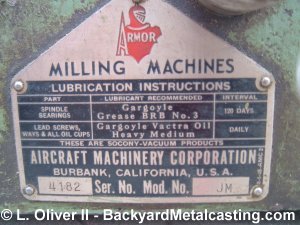 ARMOR
MILLING MACHINES
LUBRICATION INSTRUCTIONS
PART LUBRICANT RECOMMENDED INTERVAL
SPINDLE BEARINGS Gargoyle Grease BRB No. 3 120 DAYS
LEAD SCREWS, WAYS & ALL OIL CUPS Gargoyle Vactra Oil Heavy Medium DAILY
THESE ARE SOCONY-VACUUM PRODUCTS
AIRCRAFT MACHINERY CORPORATION
BURBANK, CALIFORNIA, U.S.A.
4182 Ser. No. Mod. No. JM
© L. Oliver II - BackyardMetalcasting.com